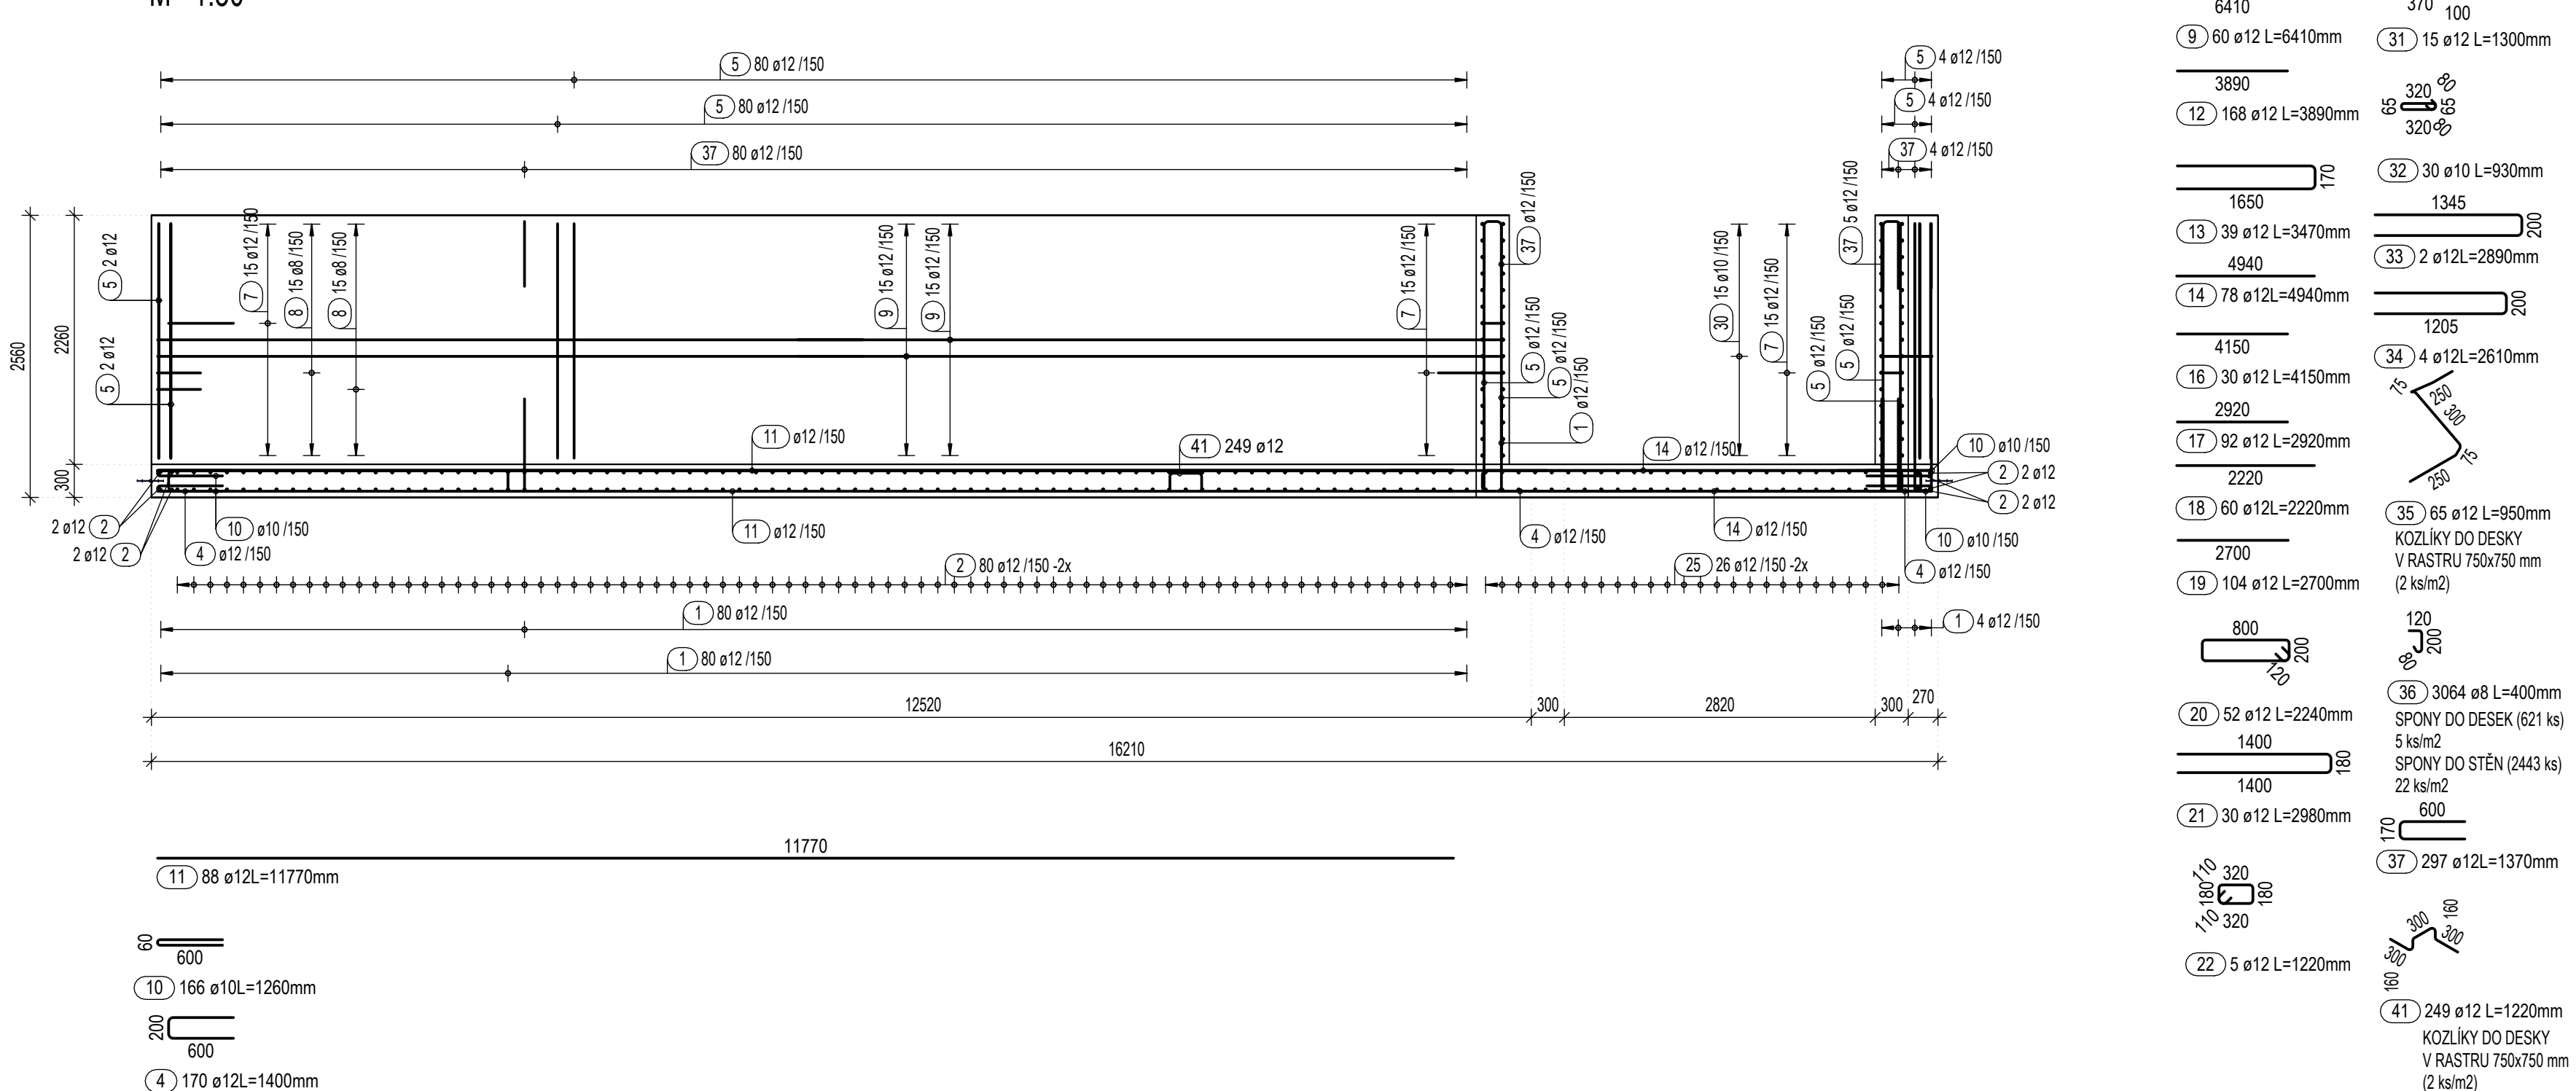 5 80 ø12 /150
5 80 ø12 /150
37 80 ø12 /150
5 4 ø12 /150
5 4 ø12 /150
37 4 ø12 /150
2560
2260
300
5 2 ø12
5 2 ø12
7 15 ø12 /150
8 15 ø8 /150
8 15 ø8 /150
9 15 ø12 /150
9 15 ø12 /150
7 15 ø12 /150
37 ø12 /150
5 ø12 /150
5 ø12 /150
1 ø12 /150
30 15 ø10 /150
7 15 ø12 /150
5 ø12 /150
5 ø12 /150
37 5 ø12 /150
11 ø12 /150
41 249 ø12
14 ø12 /150
10 ø10 /150
2 2 ø12
2 2 ø12
2 ø12 2
2 ø12 2
10 ø10 /150
4 ø12 /150
11 ø12 /150
4 ø12 /150
14 ø12 /150
10 ø10 /150
4 ø12 /150
2 80 ø12 /150 -2x
25 26 ø12 /150 -2x
1 80 ø12 /150
1 4 ø12 /150
1 80 ø12 /150
12520
300
2820
300
270
16210
11770
11 88 ø12L=11770mm
60
600
10 166 ø10L=1260mm
200
600
4 170 ø12L=1400mm
6410
9 60 ø12 L=6410mm
3890
12 168 ø12 L=3890mm
170
1650
13 39 ø12 L=3470mm
4940
14 78 ø12L=4940mm
4150
16 30 ø12 L=4150mm
2920
17 92 ø12 L=2920mm
2220
18 60 ø12L=2220mm
2700
19 104 ø12 L=2700mm
800
200
120
20 52 ø12 L=2240mm
1400
180
1400
21 30 ø12 L=2980mm
110
320
180
180
110
320
22 5 ø12 L=1220mm
370
100
31 15 ø12 L=1300mm
80
320
65
65
320
80
32 30 ø10 L=930mm
1345
200
33 2 ø12L=2890mm
200
1205
34 4 ø12L=2610mm
75
250
300
75
250
35 65 ø12 L=950mm
KOZLÍKY DO DESKY
V RASTRU 750x750 mm
(2 ks/m2)
120
200
80
36 3064 ø8 L=400mm
SPONY DO DESEK (621 ks)
5 ks/m2
SPONY DO STĚN (2443 ks)
22 ks/m2
600
170
37 297 ø12L=1370mm
300
160
300
300
160
41 249 ø12 L=1220mm
KOZLÍKY DO DESKY
V RASTRU 750x750 mm
(2 ks/m2)